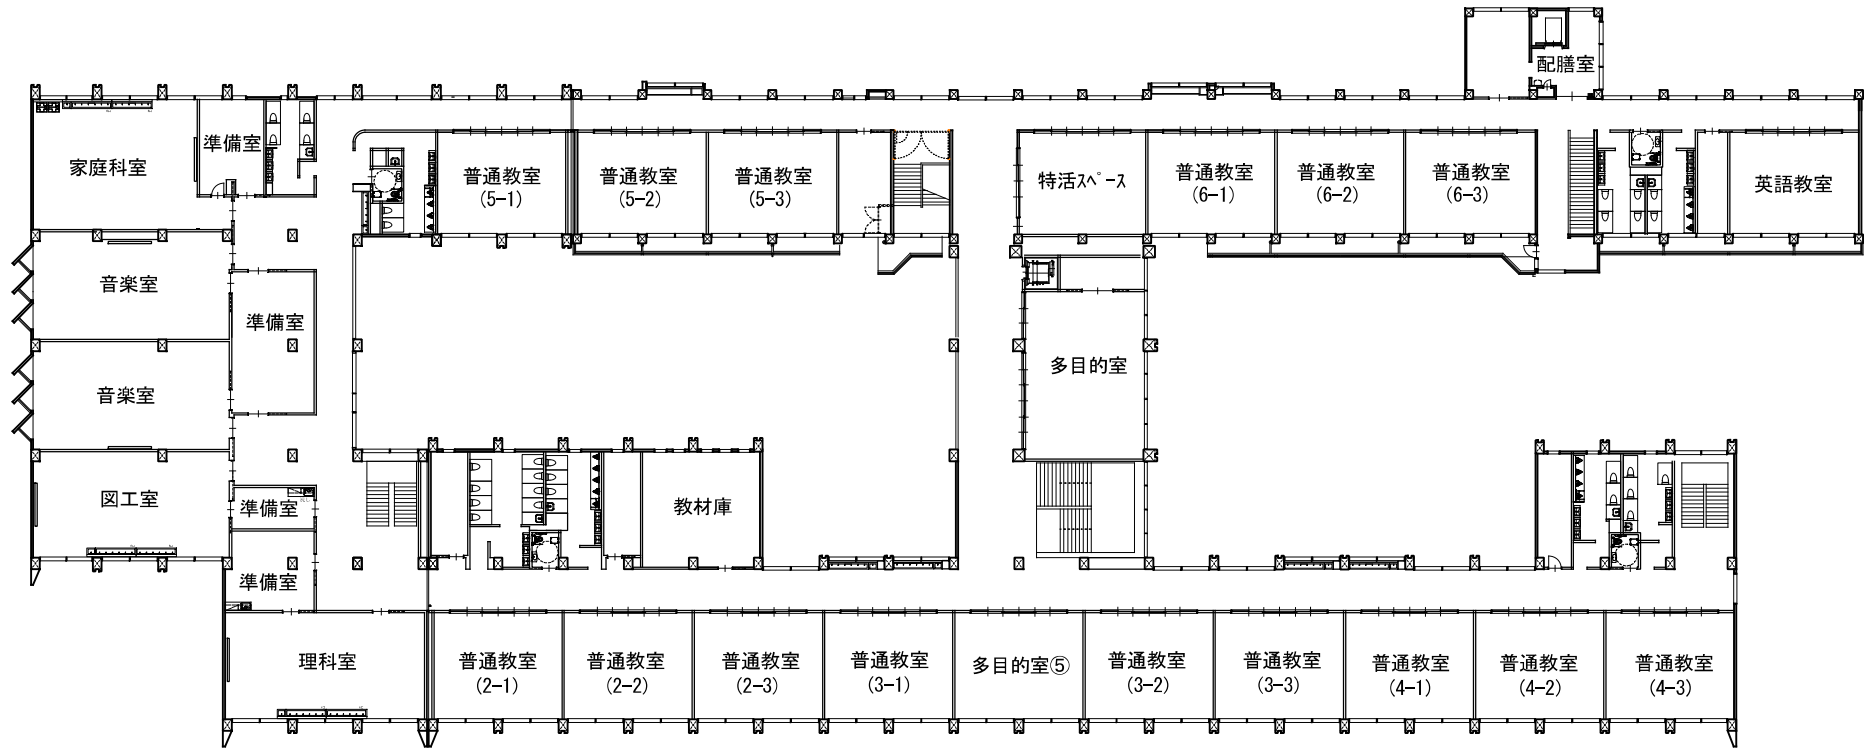 配膳室
準備室
家庭科室
普通教室
(5-1)
普通教室
(5-2)
普通教室
(5-3)
特活ｽﾍﾟｰｽ
普通教室
(6-1)
普通教室
(6-2)
普通教室
(6-3)
英語教室
音楽室
準備室
多目的室
音楽室
図工室
準備室
教材庫
準備室
理科室
普通教室
(2-1)
普通教室
(2-2)
普通教室
(2-3)
普通教室
(3-1)
多目的室⑤
普通教室
(3-2)
普通教室
(3-3)
普通教室
(4-1)
普通教室
(4-2)
普通教室
(4-3)